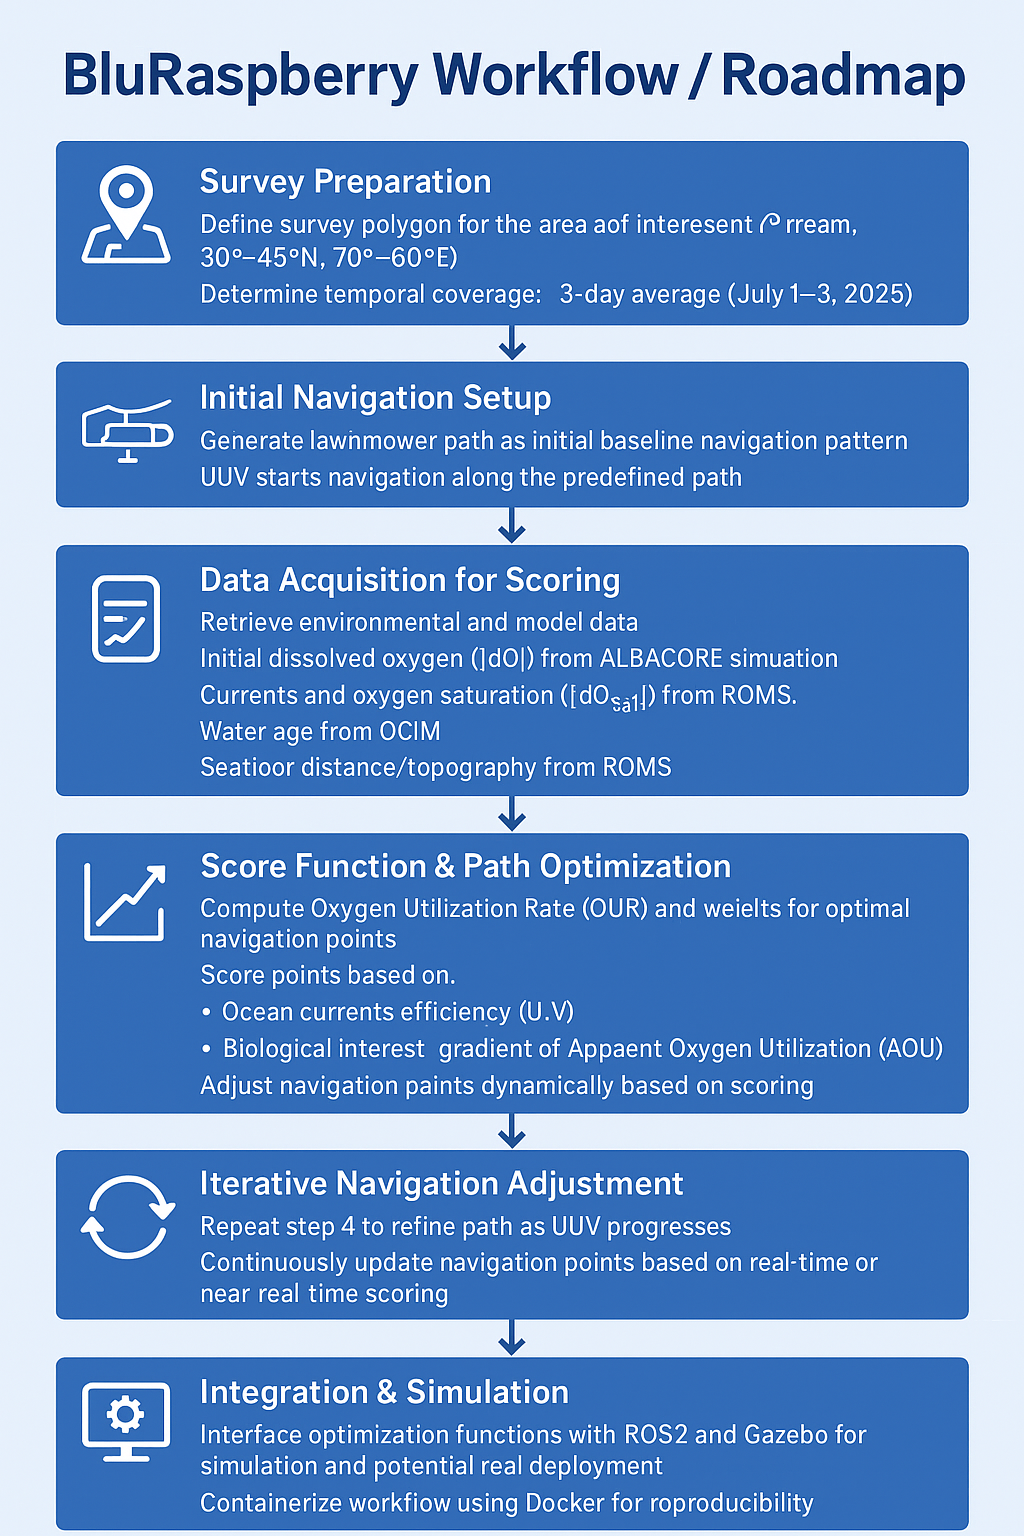 BluRaspberry Workflow / Roadmap
Survey Preparation
Define survey polygon for the area aof interesent rream,
30°–45°N, 70°–60°E)
Determine temporal coverage: 3-day average (July 1–3, 2025)
Initial Navigation Setup
Generate lawnmower path as initial baseline navigation pattern
UUV starts navigation along the predefined path
Data Acquisition for Scoring
Retrieve environmental and model data
Initial dissolved oxygen (]dO|) from ALBACORE simuation
Currents and oxygen saturation ([dO) from ROMS.
Water age from OCIM
Seatioor distance/topography from ROMS
Score Function & Path Optimization
Compute Oxygen Utilization Rate (OUR) and weielts for optimal
navigation points
Score points based on.
• Ocean currents efficiency (U.V)
• Biological interest gradient of Appaent Oxygen Utilization (AOU)
Adjust navigation paints dynamically based on scoring
Iterative Navigation Adjustment
Repeat step 4 to refine path as UUV progresses
Continuously update navigation points based on real-time or
near real time scoring
Integration & Simulation
Interface optimization functions with ROS2 and Gazebo for
simulation and potential real deployment
Containerize workfiow using Docker for roproducibility